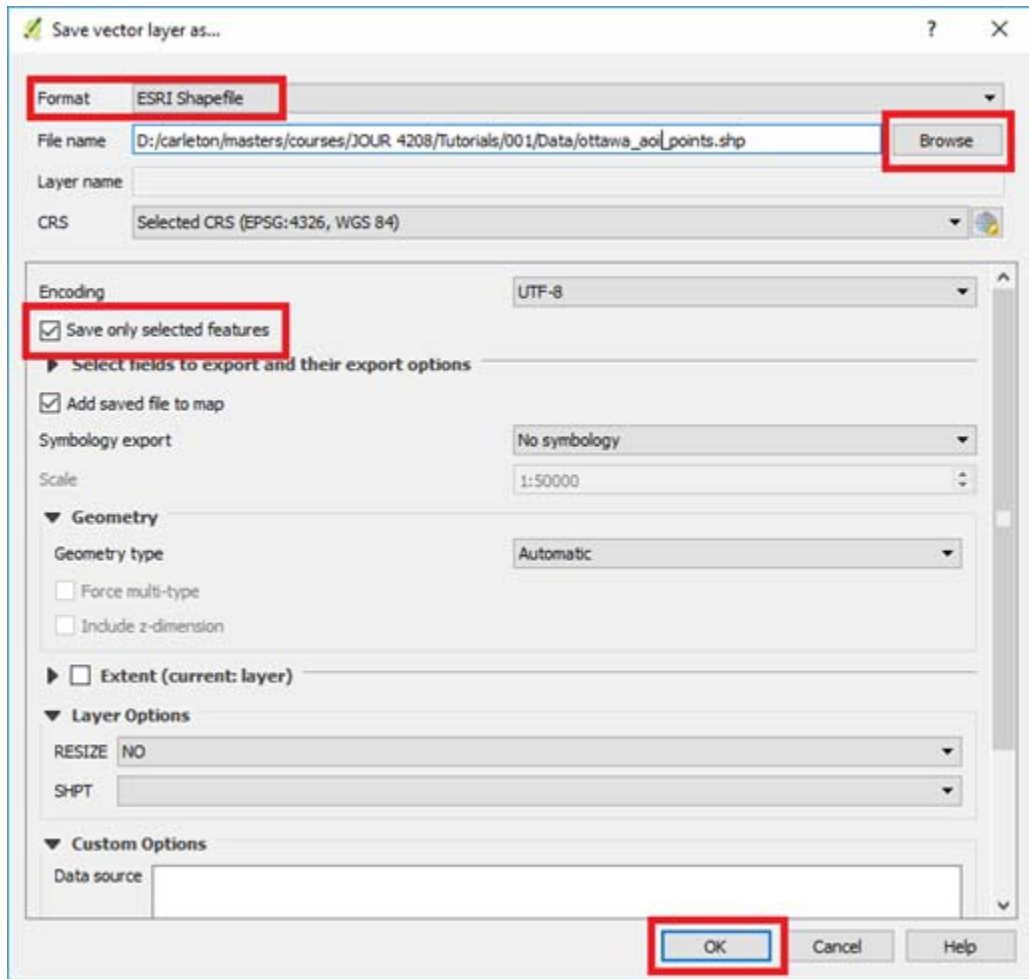 Save vector layer as...
?
Format ESRI Shapefile
File name D:/carleton/masters/courses/JOUR 4208/Tutorials/001/Data/ottawa_aoi_points.shp Browse
Layer name
CRS Selected CRS (EPSG:4326, WGS 84)
Encoding UTF-8
Save only selected features
Select fields to export and their export options
Add saved file to map
Symbology export No symbology
Scale 1:50000
Geometry
Geometry type Automatic
Force multi-type
Include z-dimension
Extent (current: layer)
Layer Options
RESIZE NO
SHPT
Custom Options
Data source
OK Cancel Help